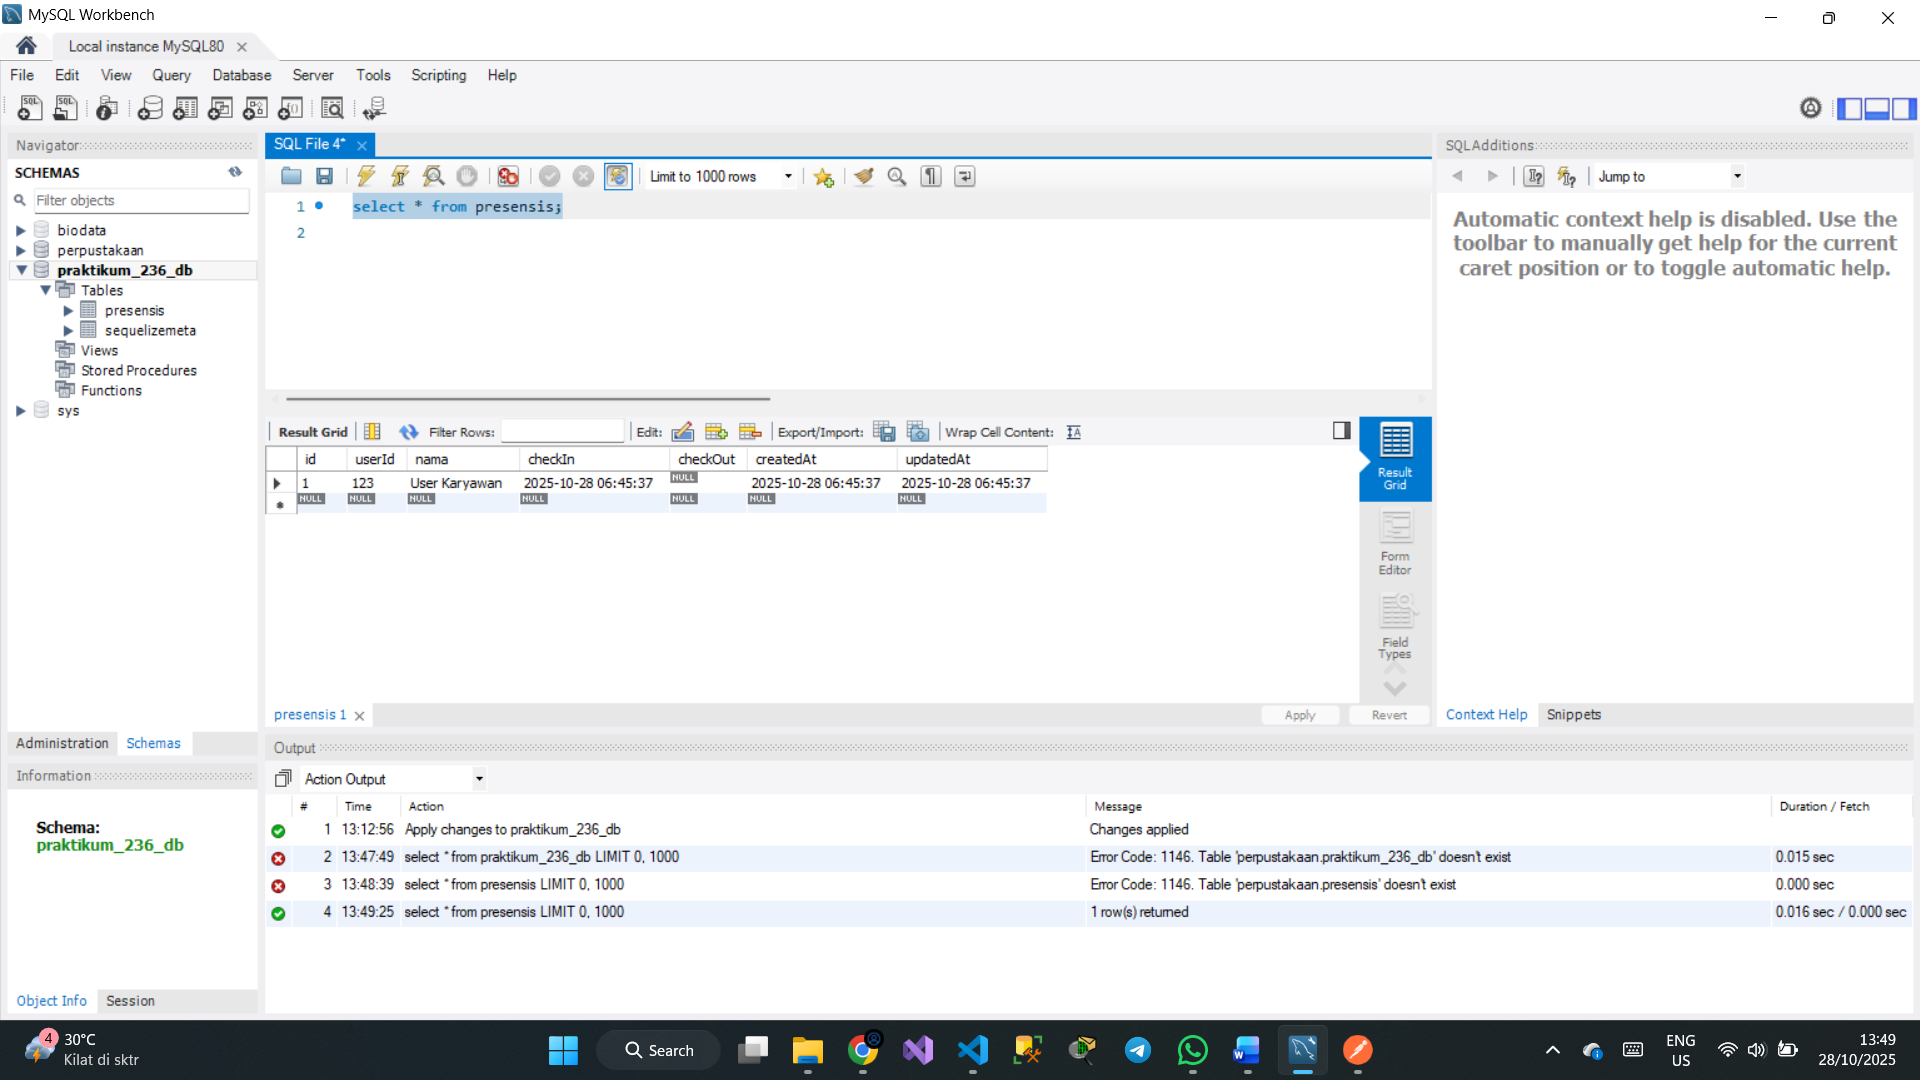 MySQL Workbench
Local instance MySQL80
File Edit View Query Database Server Tools Scripting Help
Navigator
SCHEMAS
Filter objects
biodata
perpustakaan
praktikum_236_db
Tables
presensis
sequelizemeta
Views
Stored Procedures
Functions
sys
Administration Schemas
Information
Schema:
praktikum_236_db
Object Info Session
SQL File 4*
Limit to 1000 rows
1 select * from presensis;
2
Result Grid Filter Rows: Edit: Export/Import: Wrap Cell Content:
id userId nama checkIn checkOut createdAt updatedAt
1 123 User Karyawan 2025-10-28 06:45:37 NULL 2025-10-28 06:45:37 2025-10-28 06:45:37
NULL NULL NULL NULL NULL NULL NULL
Result
Grid
Form
Editor
Field
Types
presensis 1
Apply Revert
SQLAdditions
Jump to
Automatic context help is disabled. Use the
toolbar to manually get help for the current
caret position or to toggle automatic help.
Context Help Snippets
Output
Action Output
# Time Action Message Duration / Fetch
1 13:12:56 Apply changes to praktikum_236_db Changes applied
2 13:47:49 select * from praktikum_236_db LIMIT 0, 1000 Error Code: 1146. Table 'perpustakaan.praktikum_236_db' doesn't exist 0.015 sec
3 13:48:39 select * from presensis LIMIT 0, 1000 Error Code: 1146. Table 'perpustakaan.presensis' doesn't exist 0.000 sec
4 13:49:25 select * from presensis LIMIT 0, 1000 1 row(s) returned 0.016 sec / 0.000 sec
4
30°C
Kilat di sktr
Search
ENG
US
13:49
28/10/2025